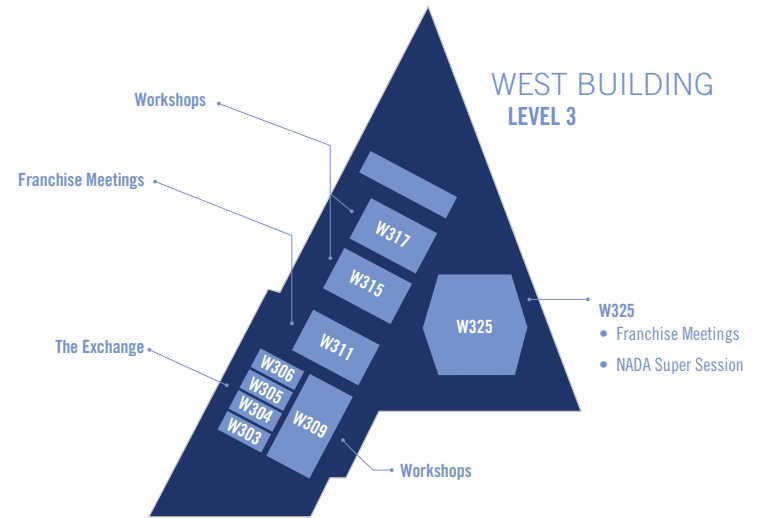 WEST BUILDING
LEVEL 3
Workshops
Franchise Meetings
W317
W315
W325
W325
• Franchise Meetings
• NADA Super Session
W311
The Exchange
W306
W305
W304
W303
W309
Workshops